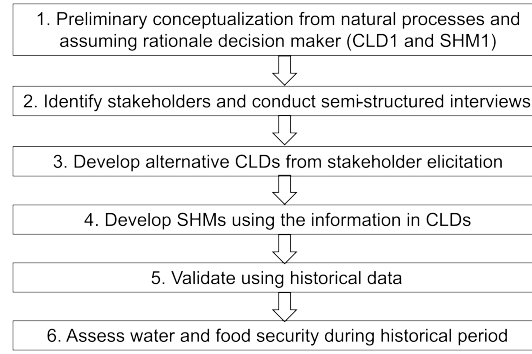 1. Preliminary conceptualization from natural processes and
assuming rationale decision maker (CLD1 and SHM1)
2. Identify stakeholders and conduct semi-structured interviews
3. Develop alternative CLDs from stakeholder elicitation
4. Develop SHMs using the information in CLDs
5. Validate using historical data
6. Assess water and food security during historical period